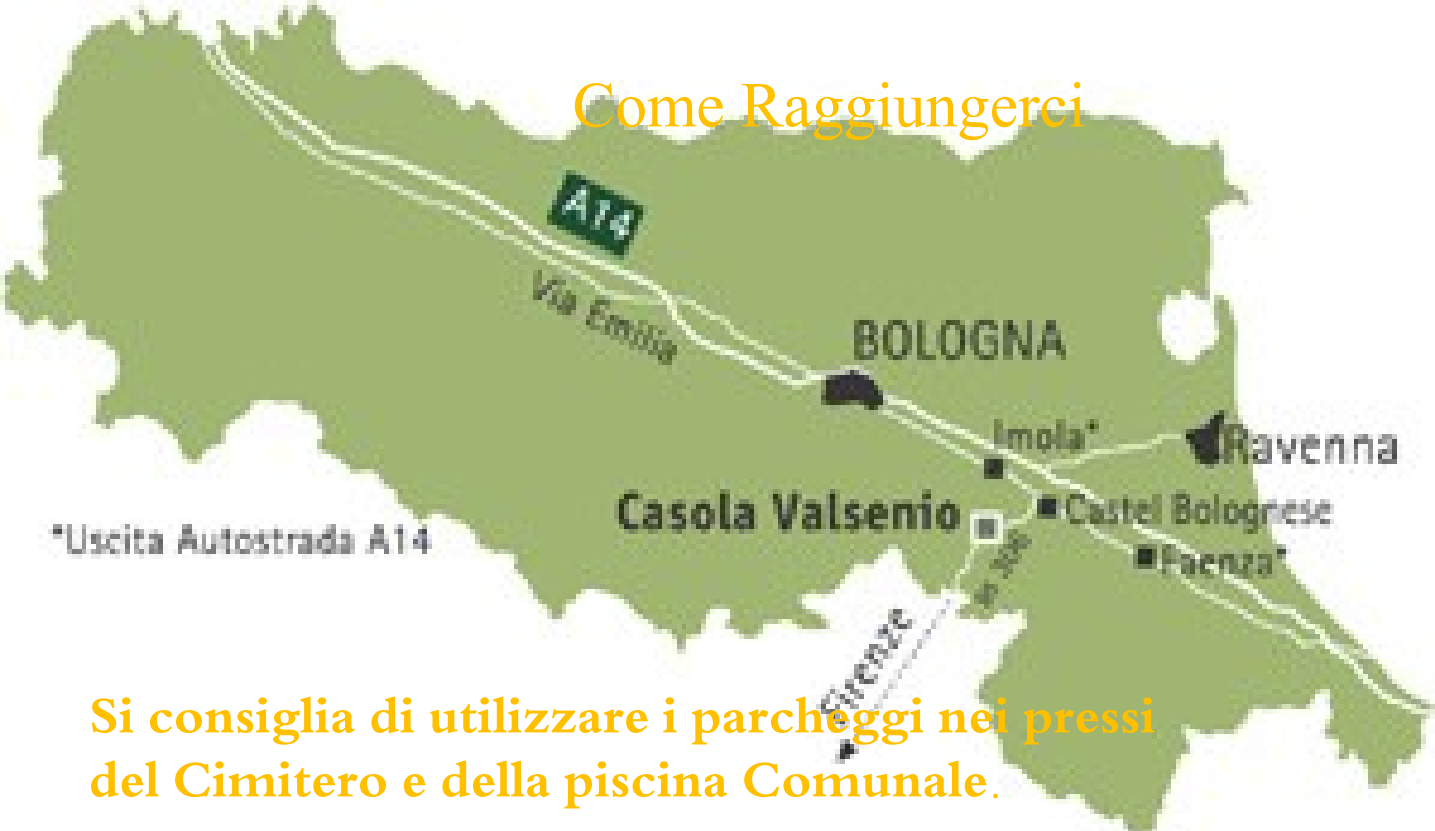 Come Raggiungerci
A14
Via Emilia
BOLOGNA
Imola*
Ravenna
Casola Valsenio
Castel Bolognese
*Uscita Autostrada A14
Faenza*
306
Firenze
Si consiglia di utilizzare i parcheggi nei pressi
del Cimitero e della piscina Comunale.